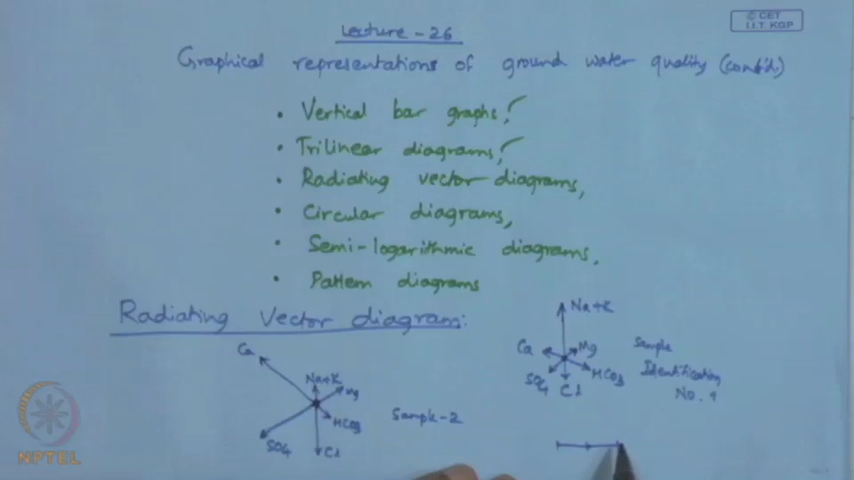 Lecture - 26
© CET
I.I.T. KGP
Graphical representations of ground water quality (contd.)
• Vertical bar graphs,
• Trilinear diagrams,
• Radiating vector diagrams,
• Circular diagrams,
• Semi-logarithmic diagrams,
• Pattern diagrams
Radiating Vector diagram:
Ca
Na+K
Mg
HCO3
Cl
SO4
Sample-2
Na+K
Ca
Mg
HCO3
Cl
SO4
Sample
Identification
No. 9
NPTEL